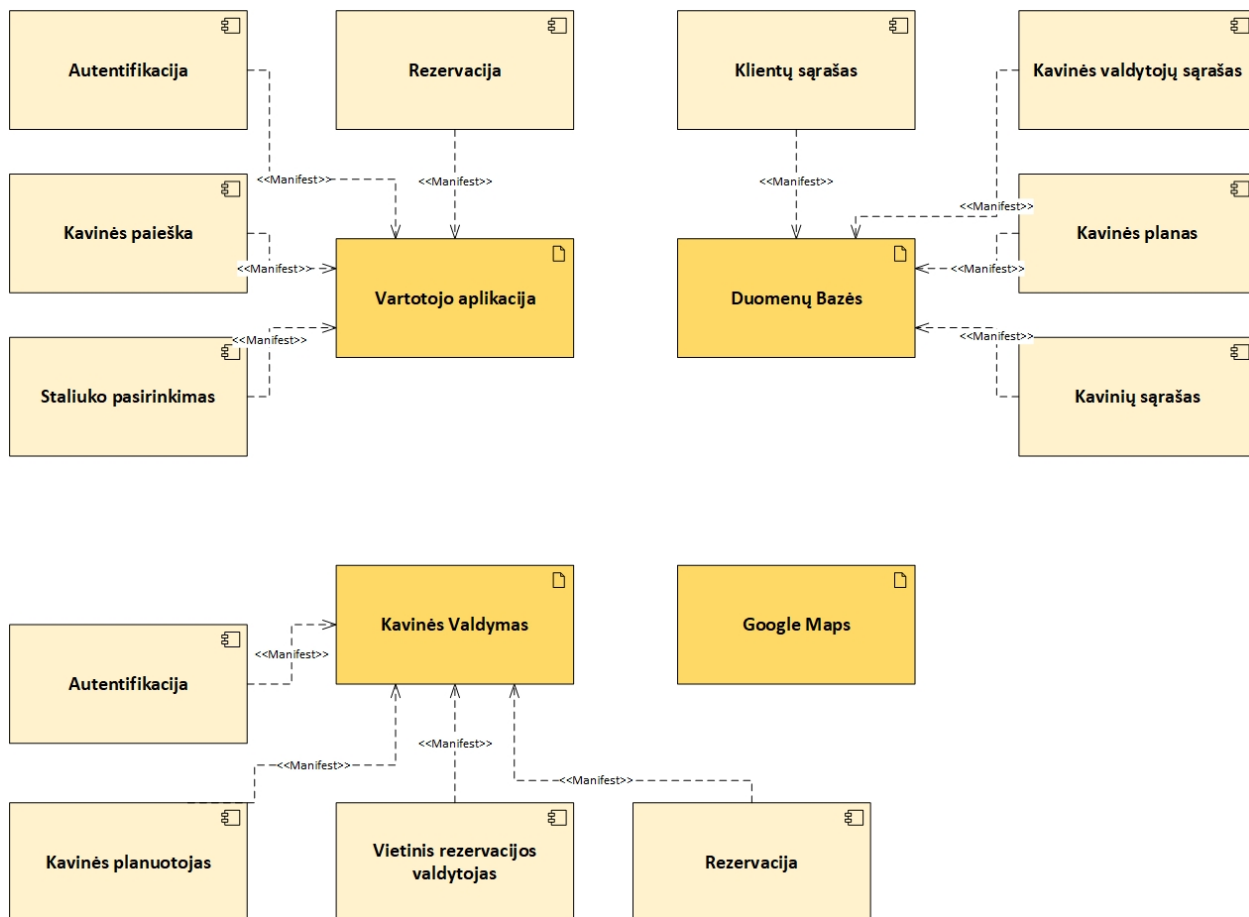 Autentifikacija
Rezervacija
Klientų sąrašas
Kavinės valdytojų sąrašas
<<Manifest>>
<<Manifest>>
<<Manifest>>
<<Manifest>>
Kavinės paieška
Kavinės planas
<<Manifest>>
<<Manifest>>
Vartotojo aplikacija
Duomenų Bazės
<<Manifest>>
<<Manifest>>
Staliuko pasirinkimas
Kavinių sąrašas
Kavinės Valdymas
Google Maps
<<Manifest>>
Autentifikacija
<<Manifest>>
<<Manifest>>
<<Manifest>>
Kavinės planuotojas
Vietinis rezervacijos
valdytojas
Rezervacija